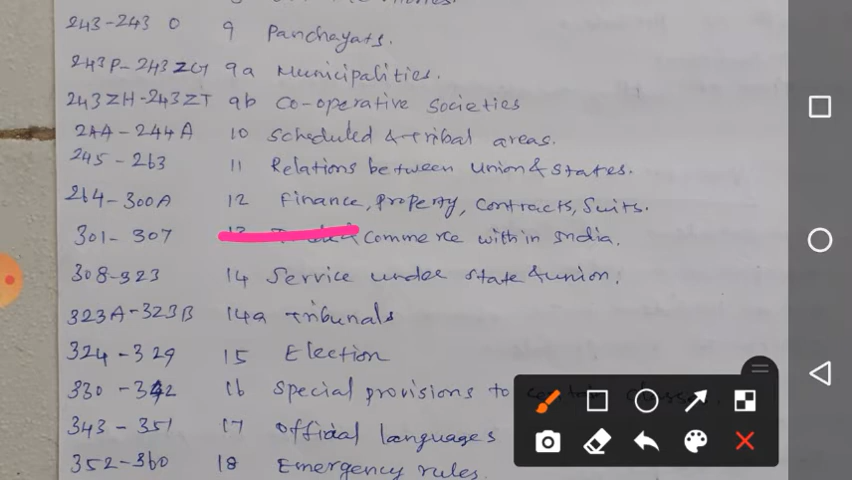 243-243 O 9 Panchayats.
243P-243ZG 9a Municipalities.
243ZH-243ZT 9b Co-operative Societies
244-244A 10 Scheduled & tribal areas.
245-263 11 Relations between Union & States.
264-300A 12 Finance, Property, Contracts, Suits.
301-307 13 Commerce within India.
308-323 14 Service under State & union.
323A-323B 14a tribunals
324-329 15 Election
330-342 16 Special provisions to
343-351 17 Official languages
352-360 18 Emergency rules.